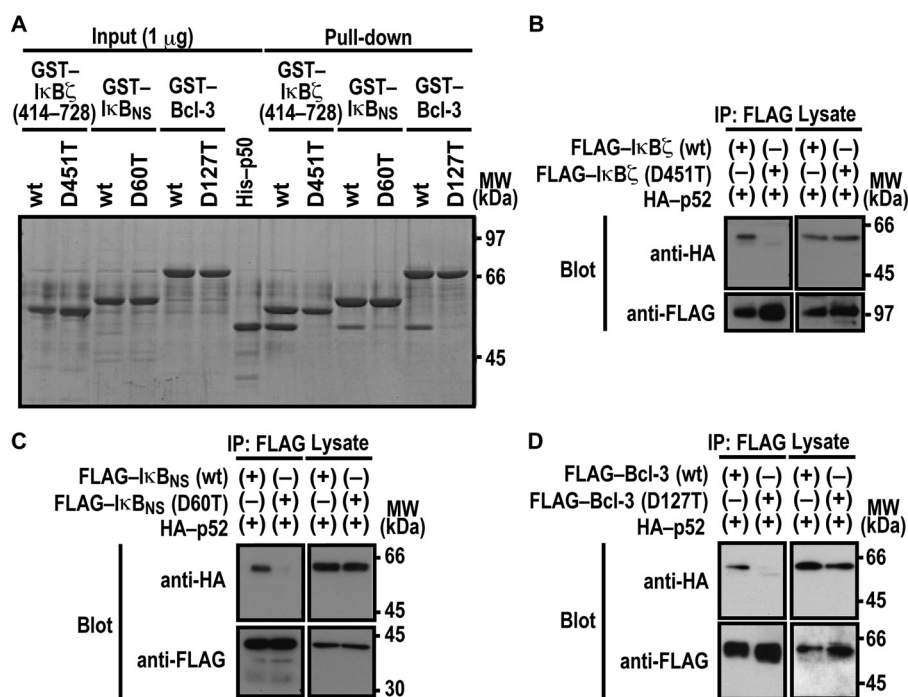 A
Input (1 μg) Pull-down
GST–IκBζ (414–728) GST–IκBNS GST–Bcl-3 GST–IκBζ (414–728) GST–IκBNS GST–Bcl-3
wt D451T wt D60T wt D127T His–p50 wt D451T wt D60T wt D127T MW (kDa)
97
66
45
B
IP: FLAG Lysate
FLAG–IκBζ (wt) (+) (–) (+) (–)
FLAG–IκBζ (D451T) (–) (+) (–) (+)
HA–p52 (+) (+) (+) (+)
MW (kDa)
Blot
anti-HA
66
45
anti-FLAG
97
C
IP: FLAG Lysate
FLAG–IκBNS (wt) (+) (–) (+) (–)
FLAG–IκBNS (D60T) (–) (+) (–) (+)
HA–p52 (+) (+) (+) (+)
MW (kDa)
Blot
anti-HA
66
45
anti-FLAG
45
30
D
IP: FLAG Lysate
FLAG–Bcl-3 (wt) (+) (–) (+) (–)
FLAG–Bcl-3 (D127T) (–) (+) (–) (+)
HA–p52 (+) (+) (+) (+)
MW (kDa)
Blot
anti-HA
66
45
anti-FLAG
66
45